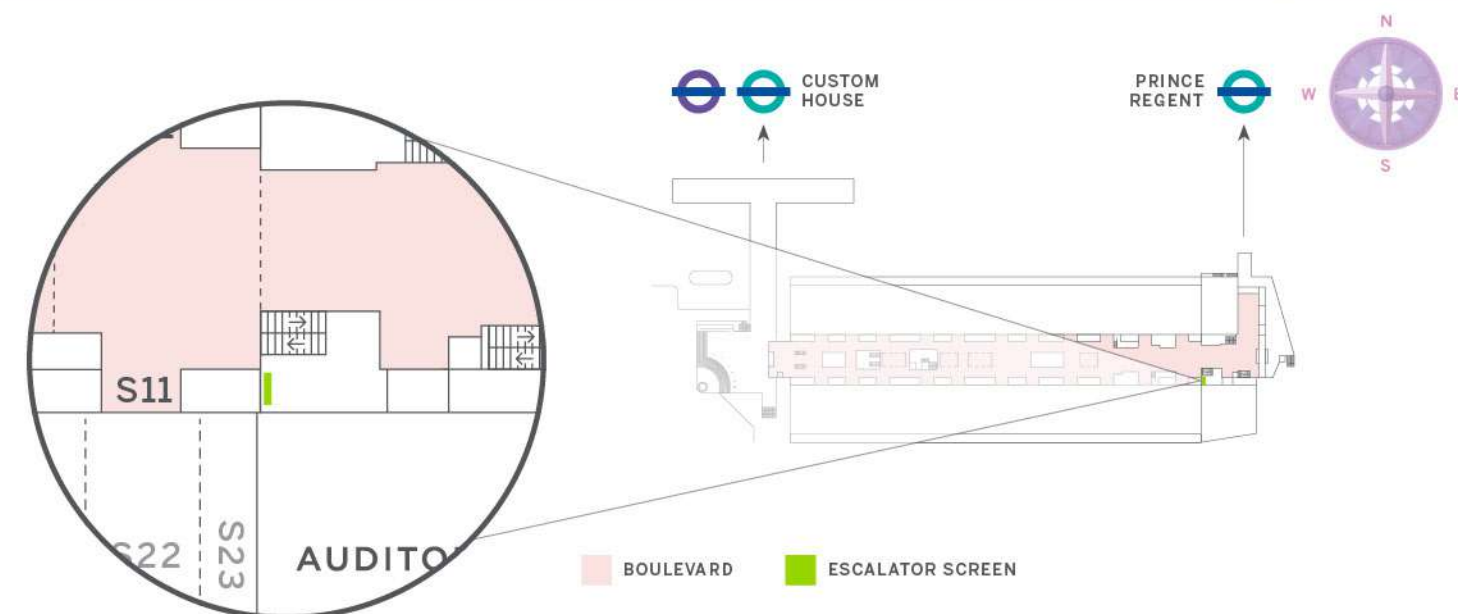 N
CUSTOM
HOUSE
PRINCE
REGENT
W
E
S
S11
S22
S23
AUDITO
BOULEVARD
ESCALATOR SCREEN